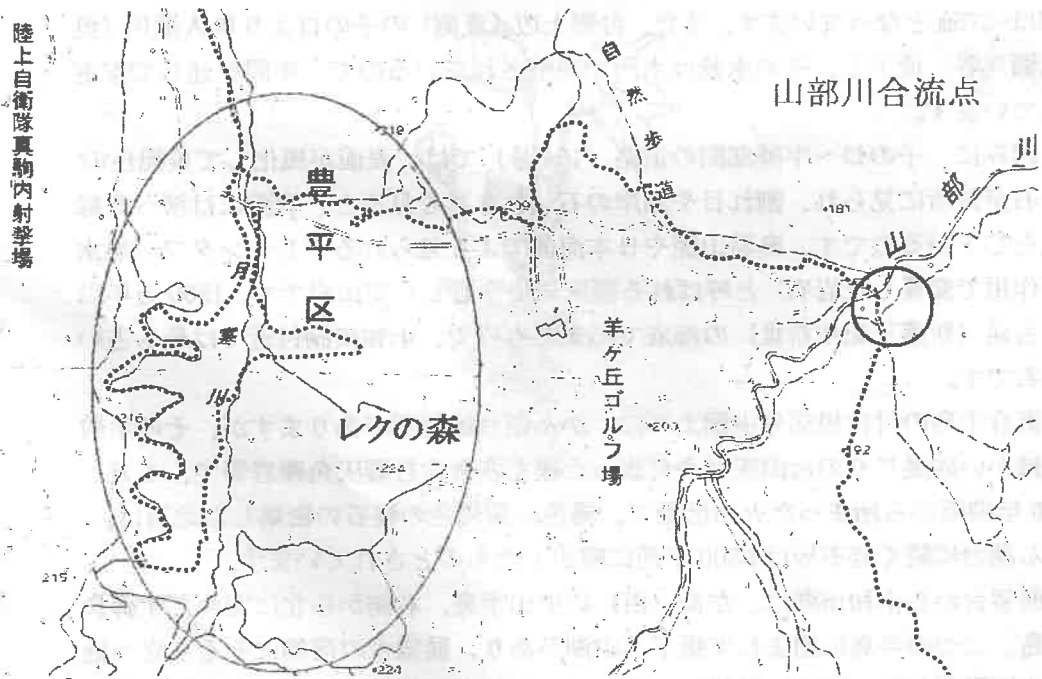 陸上自衛隊真駒内射撃場
豊平区
月寒川
レクの森
自然歩道
羊ケ丘ゴルフ場
山部川合流点
山部川
219
209
181
216
224
203
192
215
224